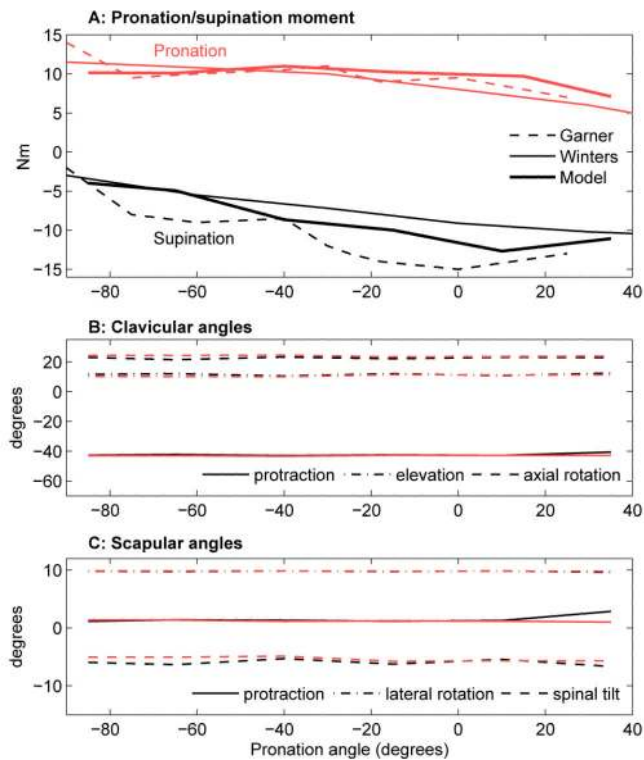 A: Pronation/supination moment
15
10
5
0
−5
−10
−15
Nm
Pronation
Supination
Garner
Winters
Model
−80 −60 −40 −20 0 20 40
B: Clavicular angles
20
0
−20
−40
−60
degrees
protraction elevation axial rotation
−80 −60 −40 −20 0 20 40
C: Scapular angles
10
0
−10
degrees
protraction lateral rotation spinal tilt
−80 −60 −40 −20 0 20 40
Pronation angle (degrees)